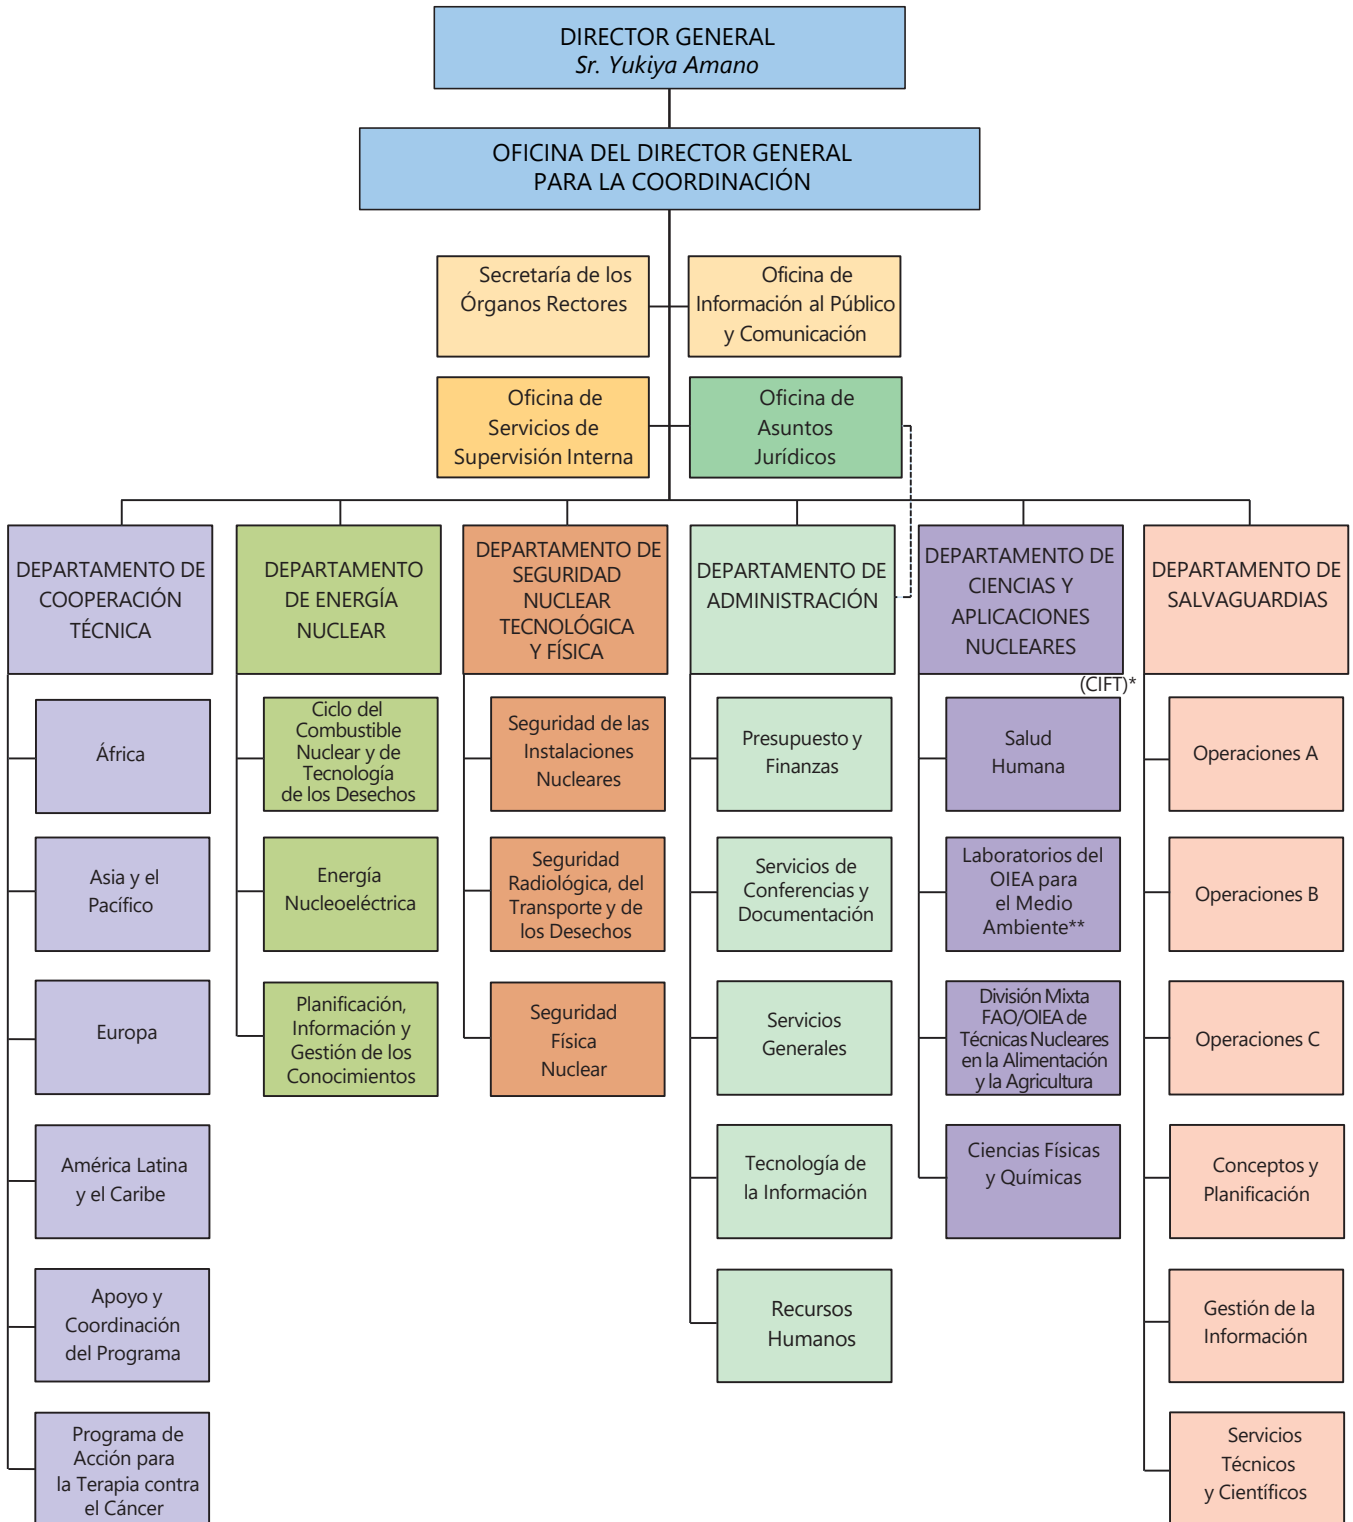 DIRECTOR GENERAL
Sr. Yukiya Amano
OFICINA DEL DIRECTOR GENERAL
PARA LA COORDINACIÓN
Secretaría de los
Órganos Rectores
Oficina de
Información al Público
y Comunicación
Oficina de
Servicios de
Supervisión Interna
Oficina de
Asuntos
Jurídicos
DEPARTAMENTO DE
COOPERACIÓN
TÉCNICA
DEPARTAMENTO
DE ENERGÍA
NUCLEAR
DEPARTAMENTO DE
SEGURIDAD
NUCLEAR
TECNOLÓGICA
Y FÍSICA
DEPARTAMENTO DE
ADMINISTRACIÓN
DEPARTAMENTO DE
CIENCIAS Y
APLICACIONES
NUCLEARES
(CIFT)*
DEPARTAMENTO DE
SALVAGUARDIAS
África
Asia y el
Pacífico
Europa
América Latina
y el Caribe
Apoyo y
Coordinación
del Programa
Programa de
Acción para
la Terapia contra
el Cáncer
Ciclo del
Combustible
Nuclear y de
Tecnología
de los Desechos
Energía
Nucleoeléctrica
Planificación,
Información y
Gestión de los
Conocimientos
Seguridad de las
Instalaciones
Nucleares
Seguridad
Radiológica, del
Transporte y de
los Desechos
Seguridad
Física
Nuclear
Presupuesto y
Finanzas
Servicios de
Conferencias y
Documentación
Servicios
Generales
Tecnología de
la Información
Recursos
Humanos
Salud
Humana
Laboratorios del
OIEA para
el Medio
Ambiente**
División Mixta
FAO/OIEA de
Técnicas Nucleares
en la Alimentación
y la Agricultura
Ciencias Físicas
y Químicas
Operaciones A
Operaciones B
Operaciones C
Conceptos y
Planificación
Gestión de la
Información
Servicios
Técnicos
y Científicos